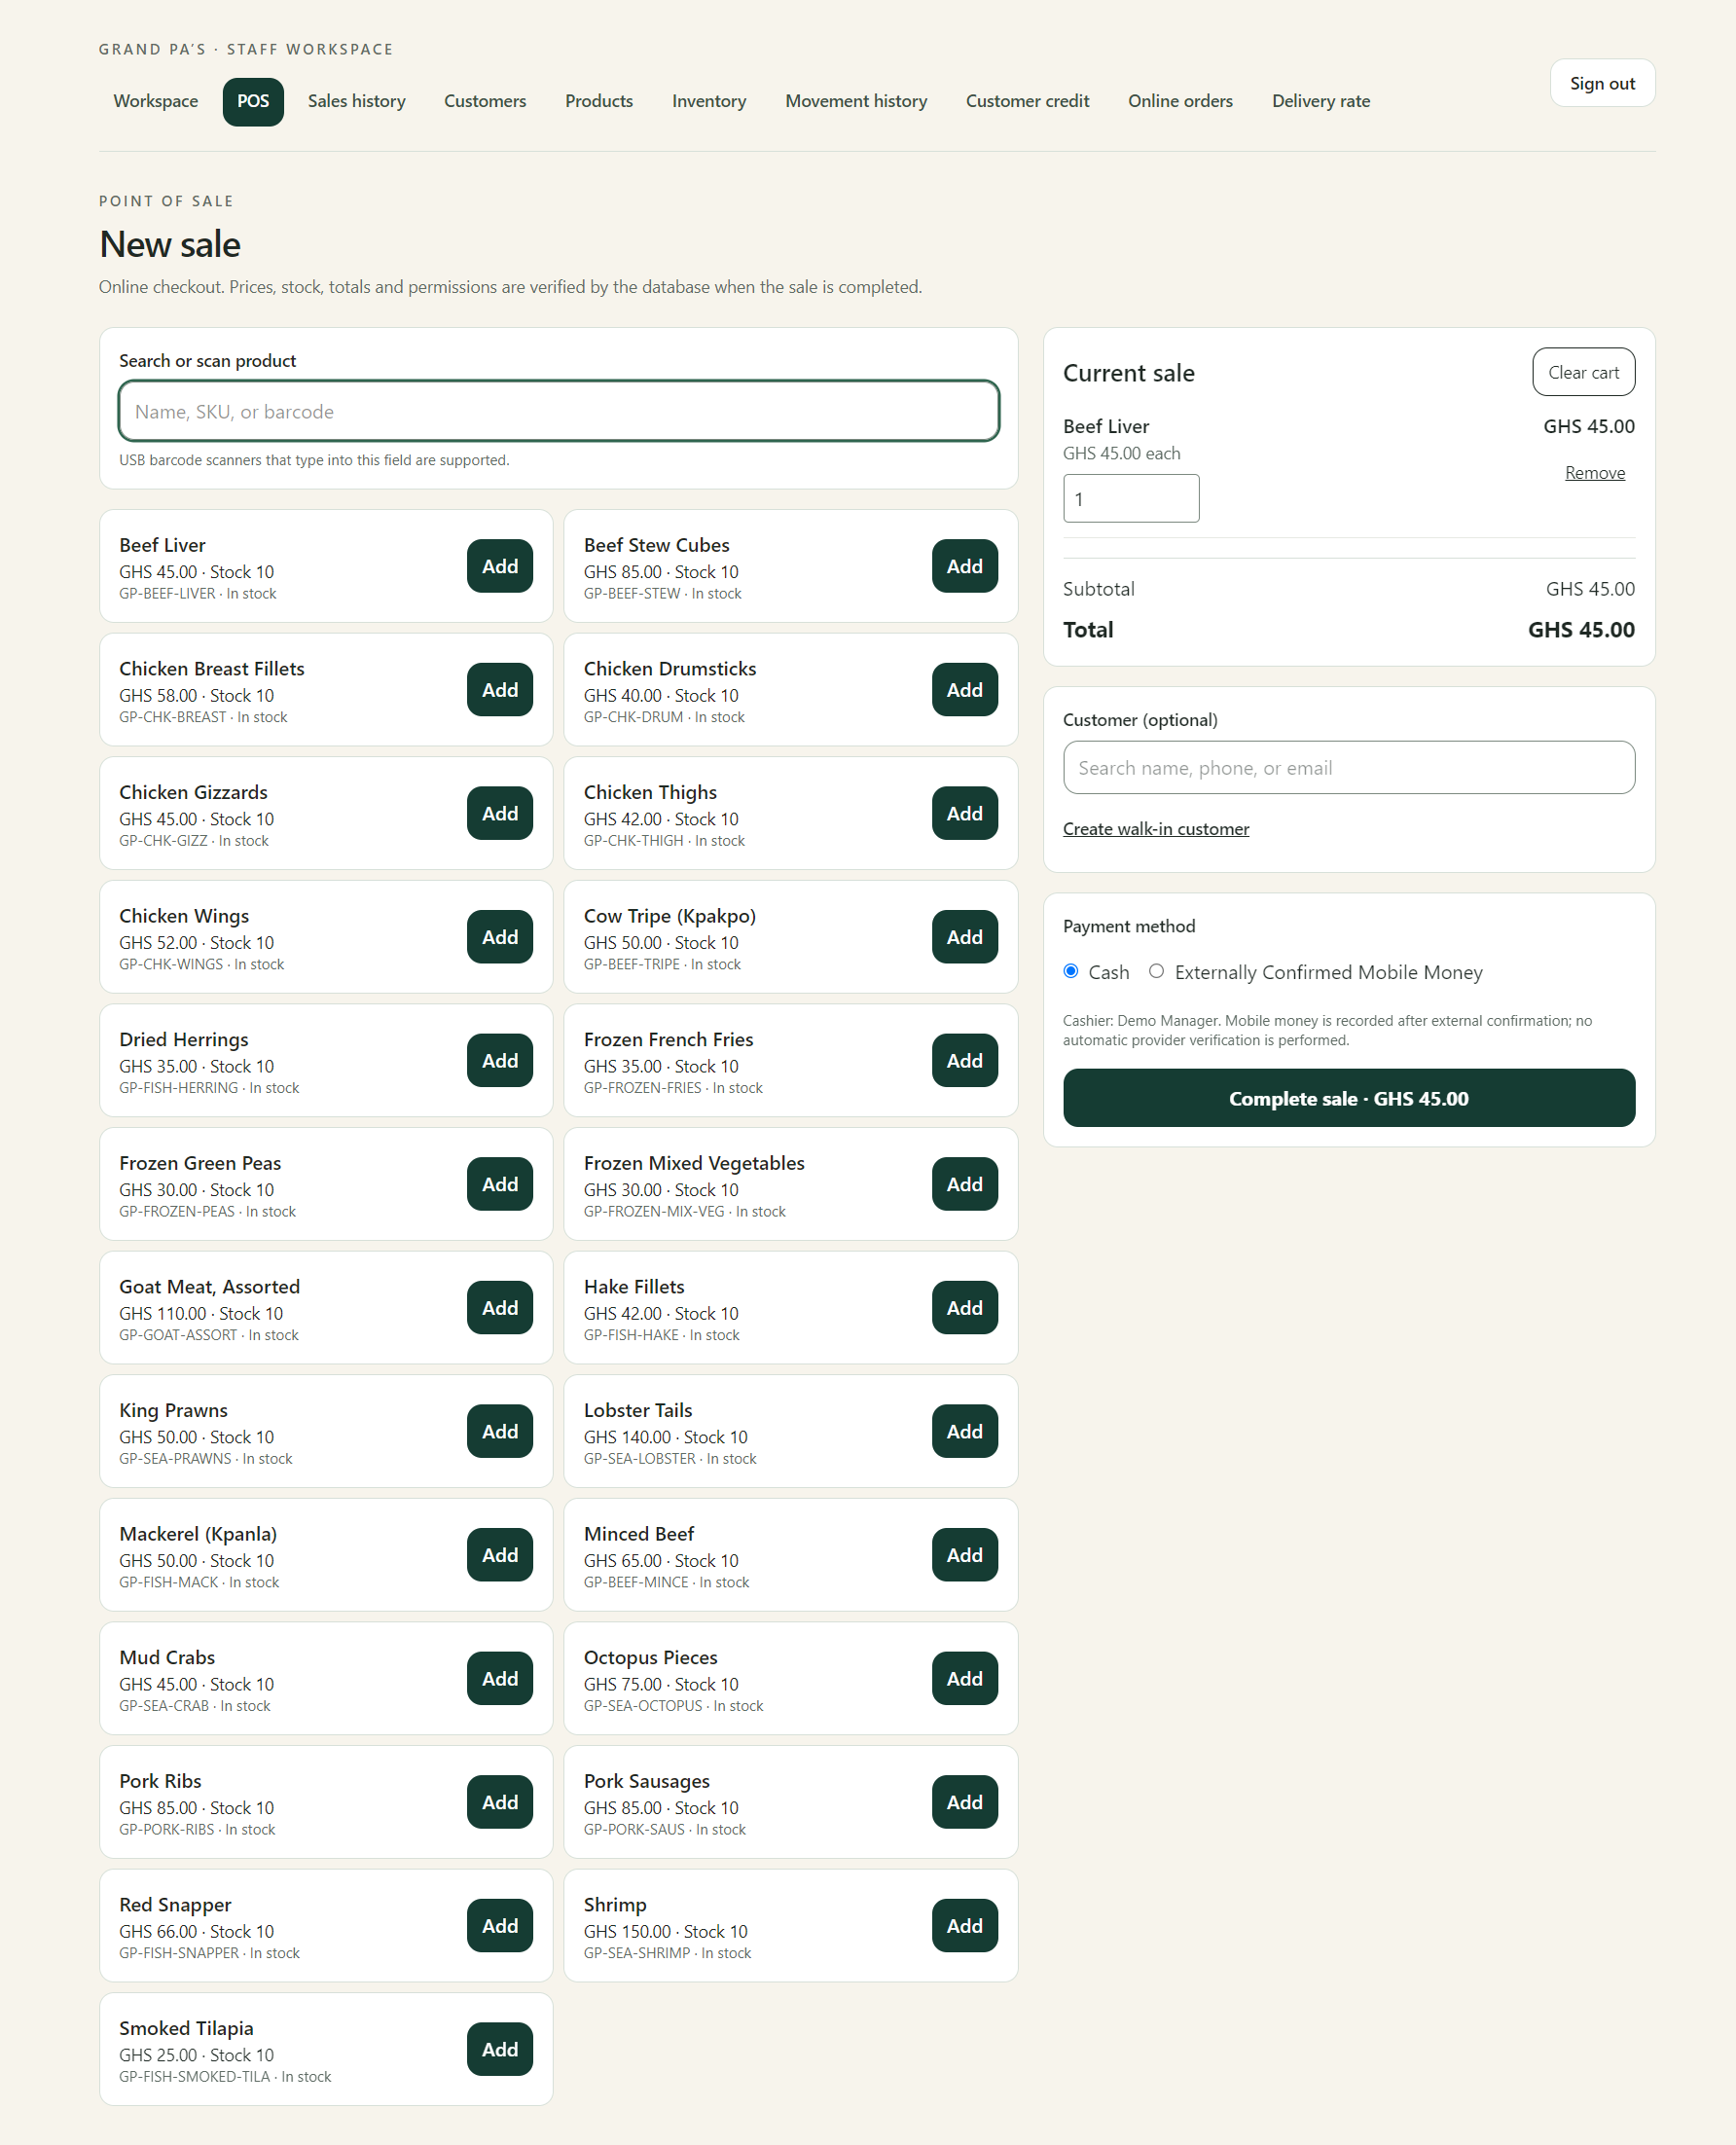 GRAND PA'S · STAFF WORKSPACE
Workspace
POS
Sales history
Customers
Products
Inventory
Movement history
Customer credit
Online orders
Delivery rate
Sign out
POINT OF SALE
New sale
Online checkout. Prices, stock, totals and permissions are verified by the database when the sale is completed.
Search or scan product
Name, SKU, or barcode
USB barcode scanners that type into this field are supported.
Beef Liver
GHS 45.00 · Stock 10
GP-BEEF-LIVER · In stock
Add
Beef Stew Cubes
GHS 85.00 · Stock 10
GP-BEEF-STEW · In stock
Add
Chicken Breast Fillets
GHS 58.00 · Stock 10
GP-CHK-BREAST · In stock
Add
Chicken Drumsticks
GHS 40.00 · Stock 10
GP-CHK-DRUM · In stock
Add
Chicken Gizzards
GHS 45.00 · Stock 10
GP-CHK-GIZZ · In stock
Add
Chicken Thighs
GHS 42.00 · Stock 10
GP-CHK-THIGH · In stock
Add
Chicken Wings
GHS 52.00 · Stock 10
GP-CHK-WINGS · In stock
Add
Cow Tripe (Kpakpo)
GHS 50.00 · Stock 10
GP-BEEF-TRIPE · In stock
Add
Dried Herrings
GHS 35.00 · Stock 10
GP-FISH-HERRING · In stock
Add
Frozen French Fries
GHS 35.00 · Stock 10
GP-FROZEN-FRIES · In stock
Add
Frozen Green Peas
GHS 30.00 · Stock 10
GP-FROZEN-PEAS · In stock
Add
Frozen Mixed Vegetables
GHS 30.00 · Stock 10
GP-FROZEN-MIX-VEG · In stock
Add
Goat Meat, Assorted
GHS 110.00 · Stock 10
GP-GOAT-ASSORT · In stock
Add
Hake Fillets
GHS 42.00 · Stock 10
GP-FISH-HAKE · In stock
Add
King Prawns
GHS 50.00 · Stock 10
GP-SEA-PRAWNS · In stock
Add
Lobster Tails
GHS 140.00 · Stock 10
GP-SEA-LOBSTER · In stock
Add
Mackerel (Kpanla)
GHS 50.00 · Stock 10
GP-FISH-MACK · In stock
Add
Minced Beef
GHS 65.00 · Stock 10
GP-BEEF-MINCE · In stock
Add
Mud Crabs
GHS 45.00 · Stock 10
GP-SEA-CRAB · In stock
Add
Octopus Pieces
GHS 75.00 · Stock 10
GP-SEA-OCTOPUS · In stock
Add
Pork Ribs
GHS 85.00 · Stock 10
GP-PORK-RIBS · In stock
Add
Pork Sausages
GHS 85.00 · Stock 10
GP-PORK-SAUS · In stock
Add
Red Snapper
GHS 66.00 · Stock 10
GP-FISH-SNAPPER · In stock
Add
Shrimp
GHS 150.00 · Stock 10
GP-SEA-SHRIMP · In stock
Add
Smoked Tilapia
GHS 25.00 · Stock 10
GP-FISH-SMOKED-TILA · In stock
Add
Current sale
Clear cart
Beef Liver
GHS 45.00
GHS 45.00 each
Remove
1
Subtotal
GHS 45.00
Total
GHS 45.00
Customer (optional)
Search name, phone, or email
Create walk-in customer
Payment method
Cash
Externally Confirmed Mobile Money
Cashier: Demo Manager. Mobile money is recorded after external confirmation; no
automatic provider verification is performed.
Complete sale · GHS 45.00